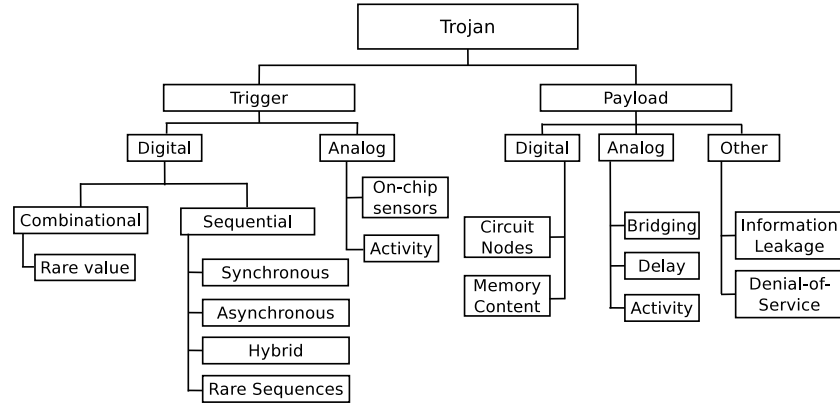 Trojan
Trigger
Payload
Digital
Analog
Digital
Analog
Other
Combinational
Sequential
On-chip
sensors
Activity
Rare value
Synchronous
Asynchronous
Hybrid
Rare Sequences
Circuit
Nodes
Memory
Content
Bridging
Delay
Activity
Information
Leakage
Denial-of-
Service